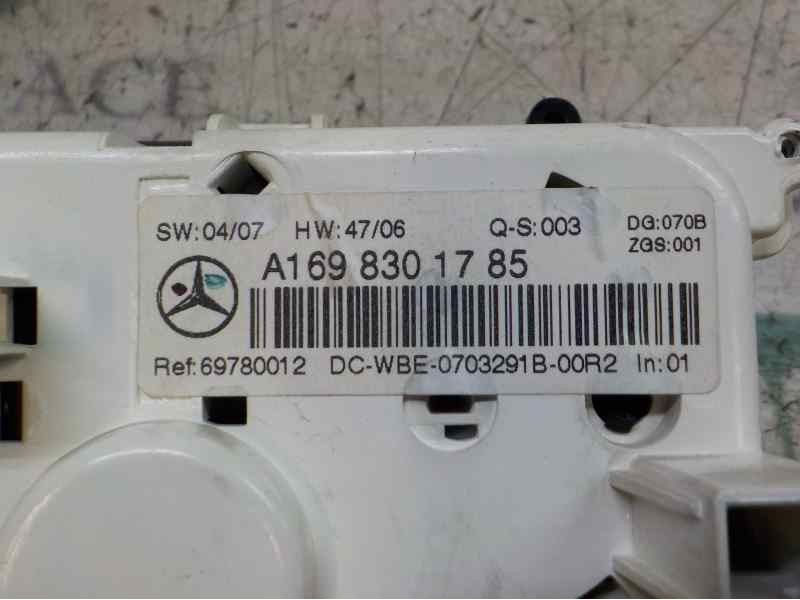 ACE
SW:04/07 HW:47/06 Q-S:003 DG:070B
ZGS:001
A169 830 17 85
Ref:69780012 DC-WBE-0703291B-00R2 In:01